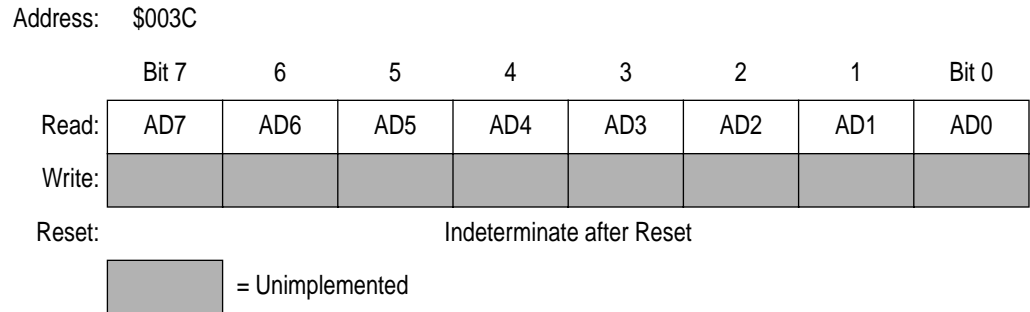 Address: $003C
Bit 7 6 5 4 3 2 1 Bit 0
Read: AD7 AD6 AD5 AD4 AD3 AD2 AD1 AD0
Write:
Reset: Indeterminate after Reset
= Unimplemented